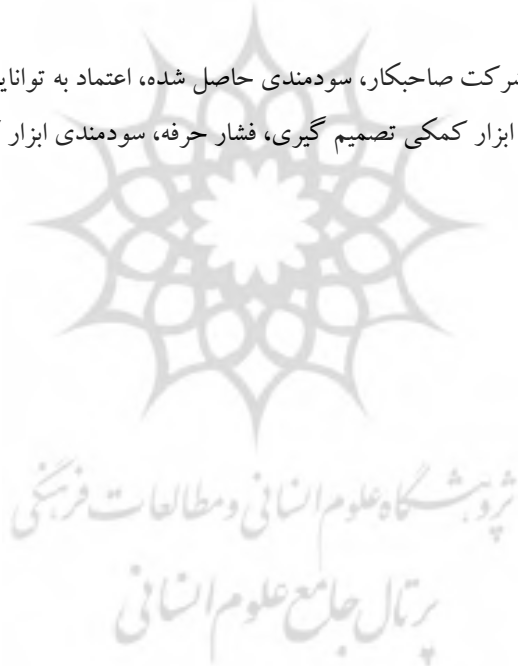 شرکت صاحبکار، سودمندی حاصل شده، اعتماد به
ابزار کمکی تصمیم گیری، فشار حرفه، سودمندی ابزار
پژوهشگاه علوم انسانی و مطالعات فرهنگی
پرتال جامع علوم انسانی